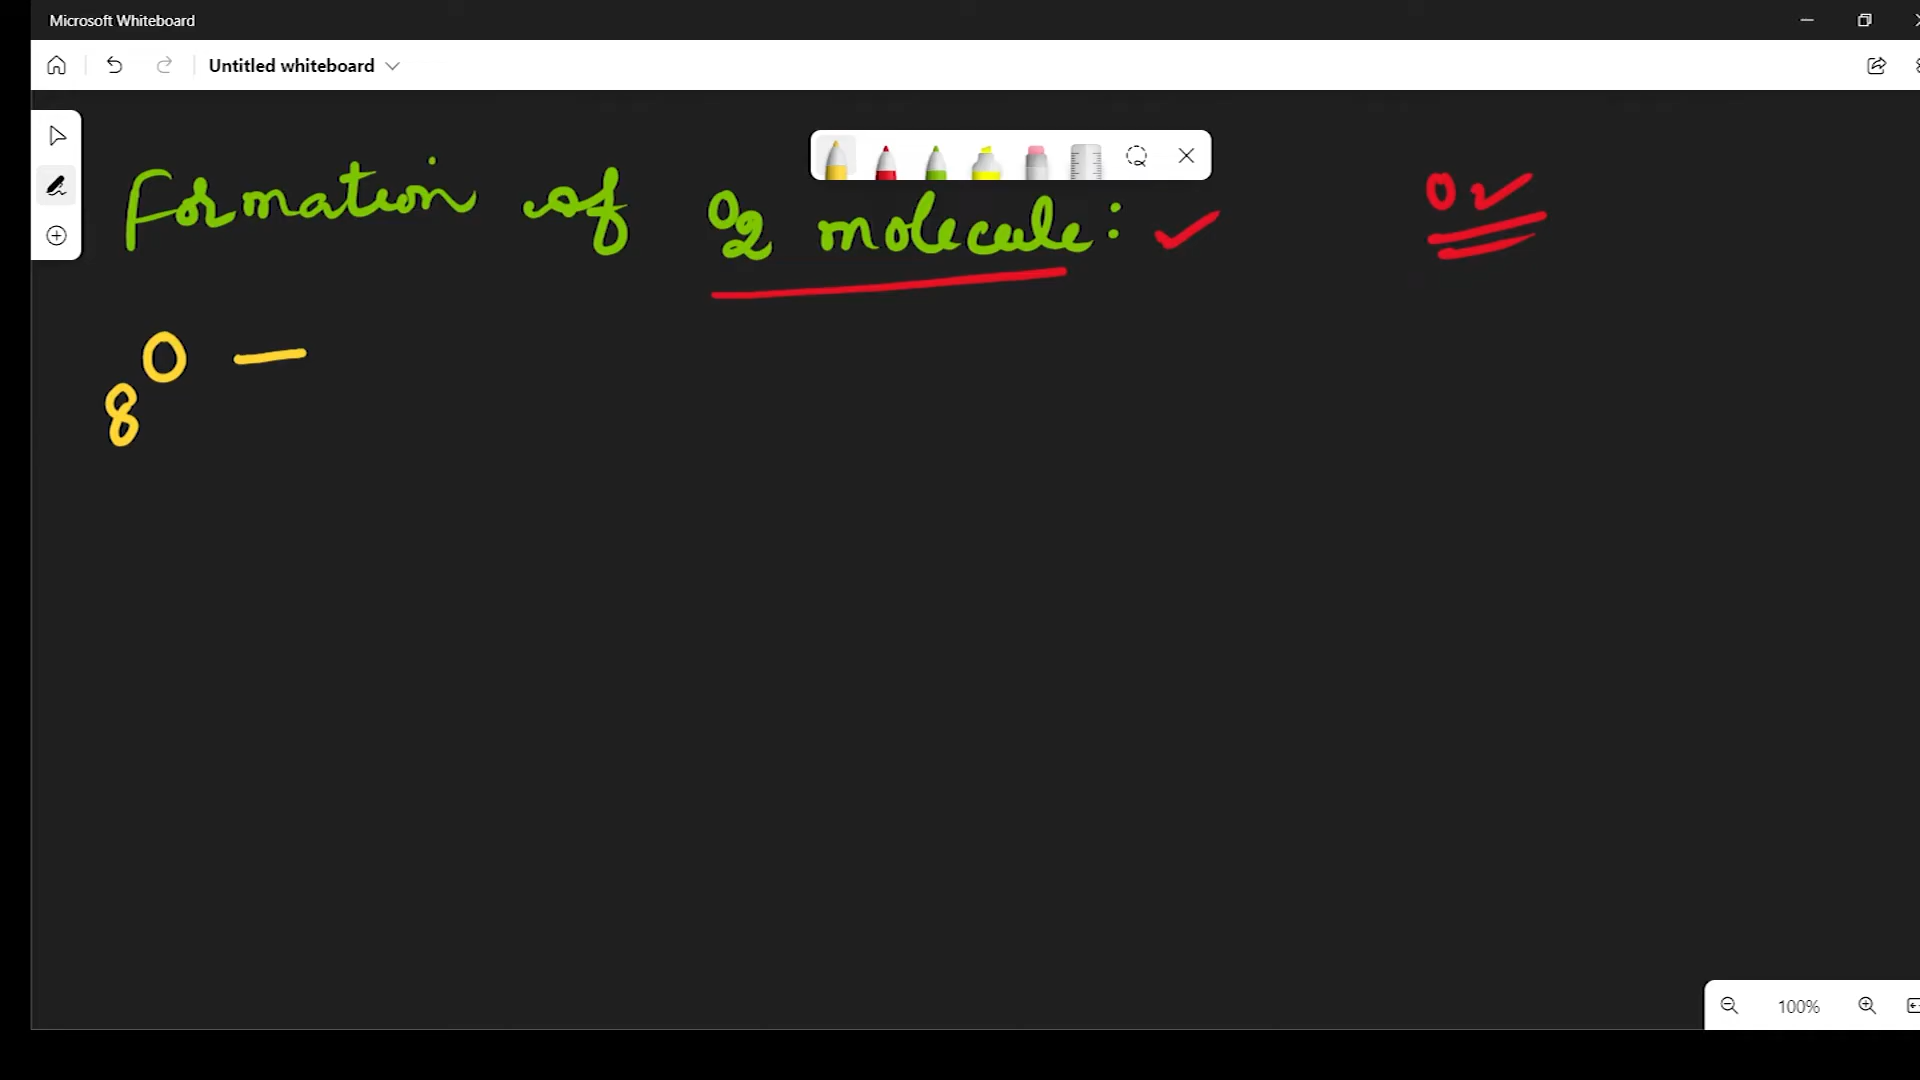 Microsoft Whiteboard
Untitled whiteboard
Formation of O2 molecule: ✓
O2
8O —
100%